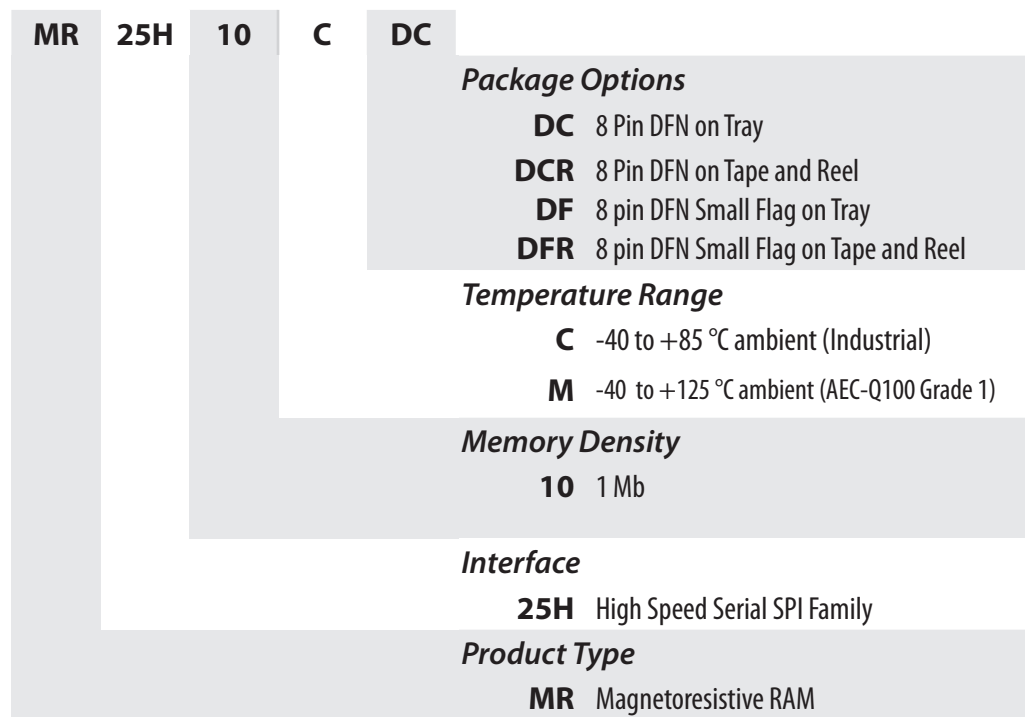 MR 25H 10 C DC
Package Options
DC 8 Pin DFN on Tray
DCR 8 Pin DFN on Tape and Reel
DF 8 pin DFN Small Flag on Tray
DFR 8 pin DFN Small Flag on Tape and Reel
Temperature Range
C -40 to +85 °C ambient (Industrial)
M -40 to +125 °C ambient (AEC-Q100 Grade 1)
Memory Density
10 1 Mb
Interface
25H High Speed Serial SPI Family
Product Type
MR Magnetoresistive RAM